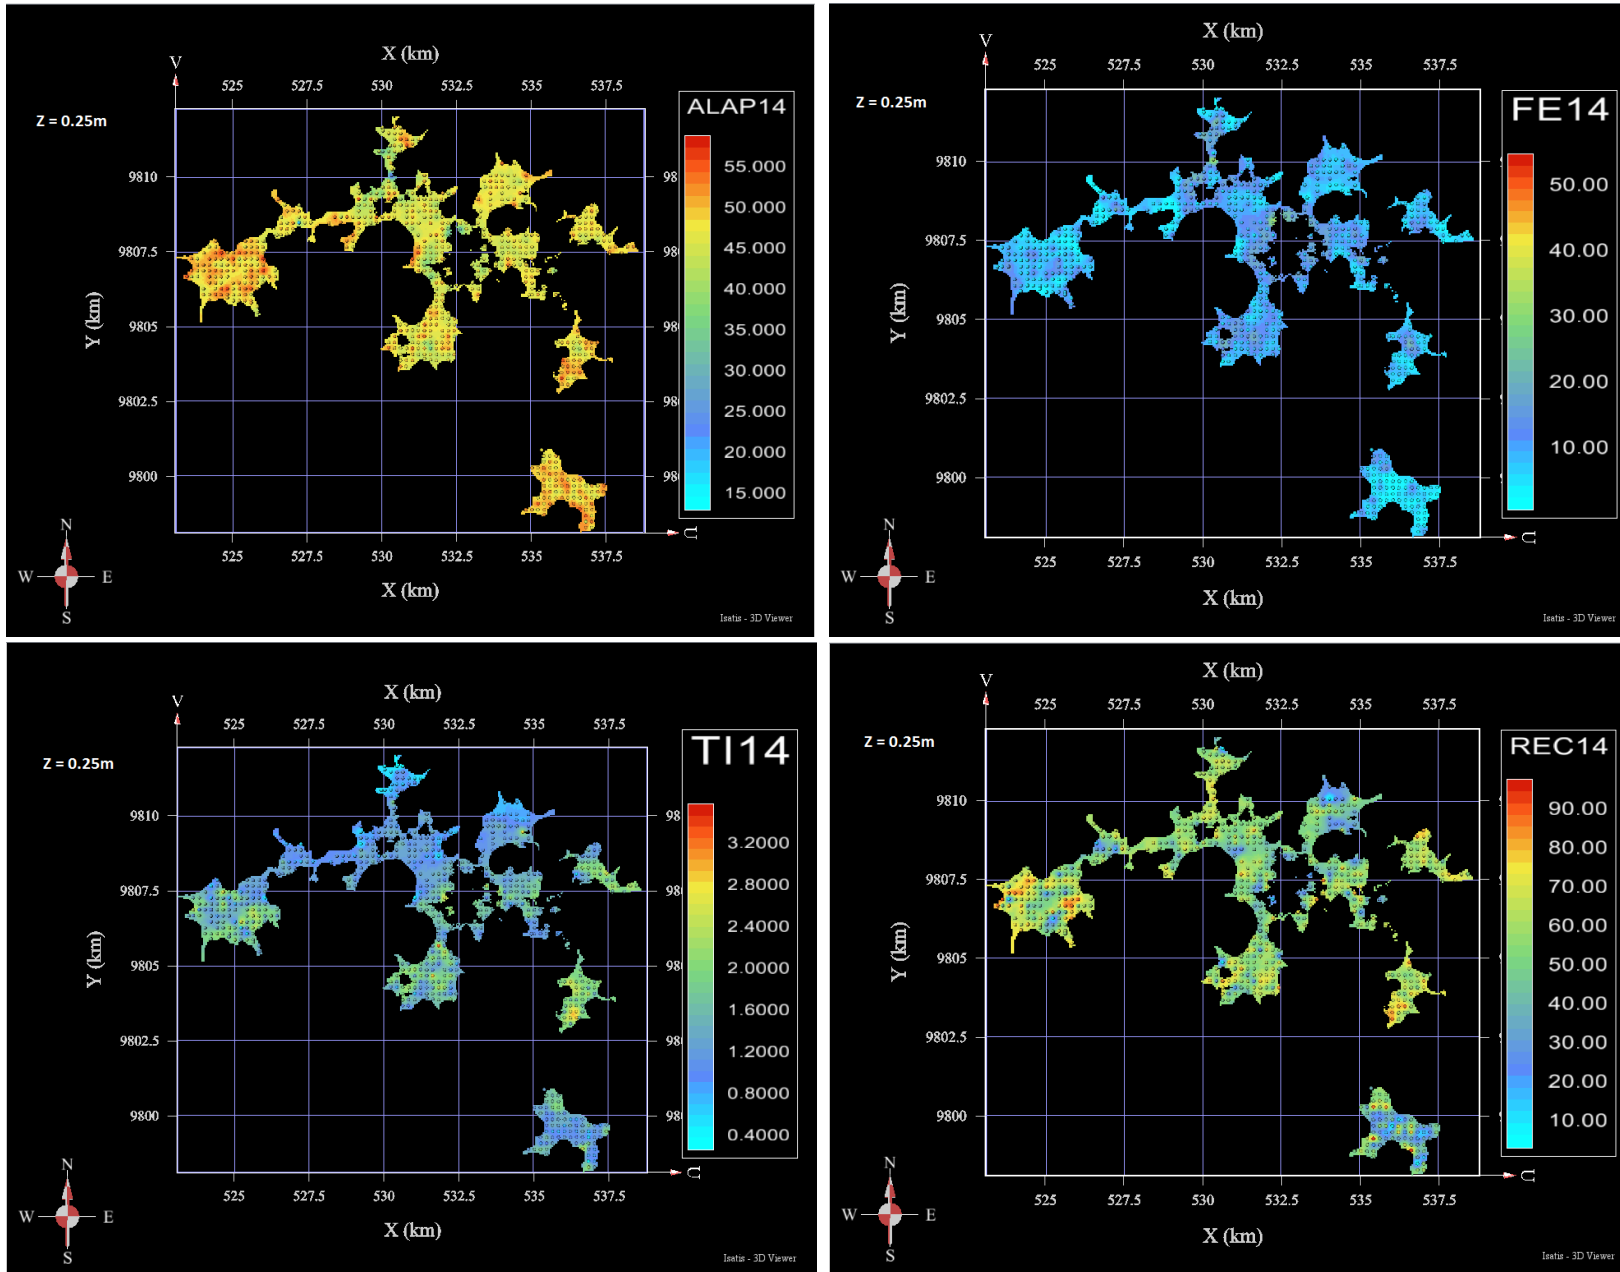 X (km)
V
525 527.5 530 532.5 535 537.5
Z = 0.25m
ALAP14
55.000
50.000
45.000
40.000
35.000
30.000
25.000
20.000
15.000
9810
9807.5
9805
9802.5
9800
Y (km)
98
98
98
98
98
U
525 527.5 530 532.5 535 537.5
X (km)
N
W E
S
Isatis - 3D Viewer
X (km)
V
525 527.5 530 532.5 535 537.5
Z = 0.25m
FE14
50.00
40.00
30.00
20.00
10.00
9810
9807.5
9805
9802.5
9800
Y (km)
U
525 527.5 530 532.5 535 537.5
X (km)
N
W E
S
Isatis - 3D Viewer
X (km)
V
525 527.5 530 532.5 535 537.5
Z = 0.25m
TI14
3.2000
2.8000
2.4000
2.0000
1.6000
1.2000
0.8000
0.4000
9810
9807.5
9805
9802.5
9800
Y (km)
98
98
98
98
98
U
525 527.5 530 532.5 535 537.5
X (km)
N
W E
S
Isatis - 3D Viewer
X (km)
V
525 527.5 530 532.5 535 537.5
Z = 0.25m
REC14
90.00
80.00
70.00
60.00
50.00
40.00
30.00
20.00
10.00
9810
9807.5
9805
9802.5
9800
Y (km)
U
525 527.5 530 532.5 535 537.5
X (km)
N
W E
S
Isatis - 3D Viewer